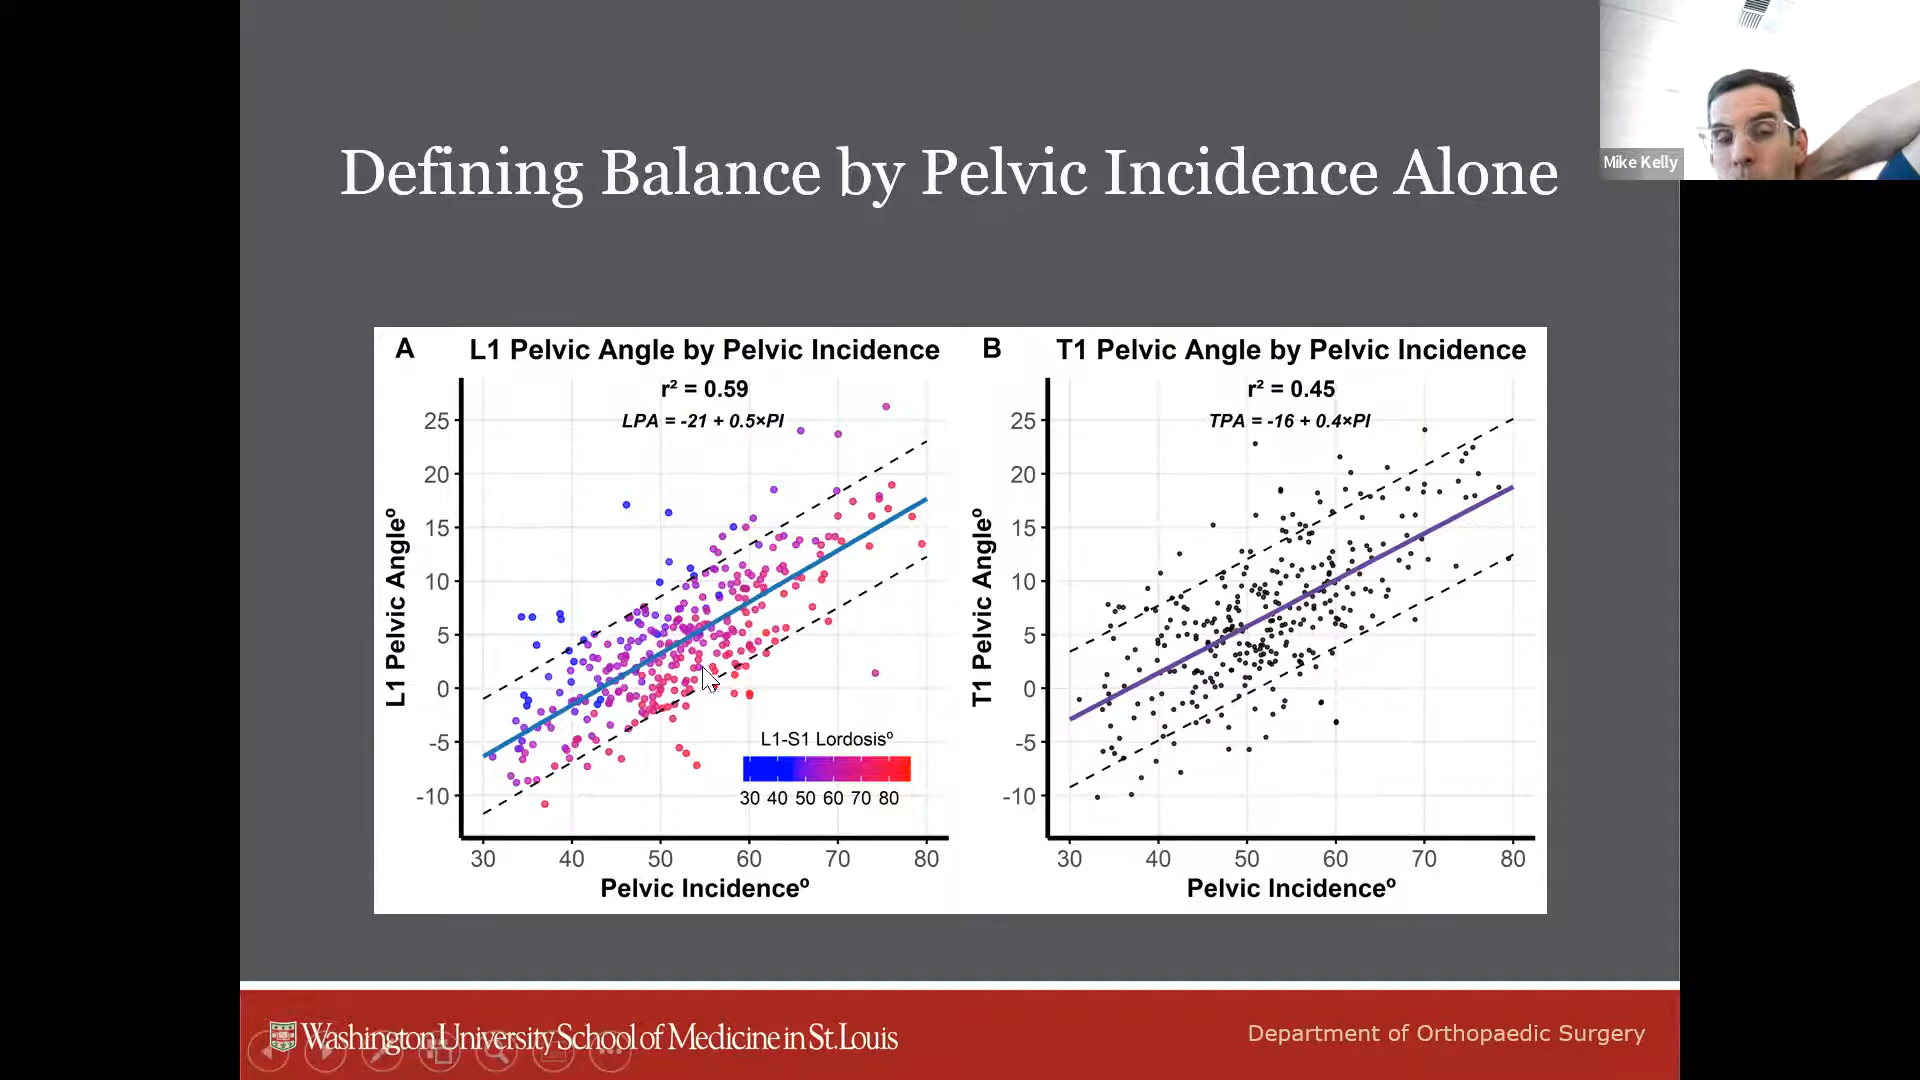 Mike Kelly
Defining Balance by Pelvic Incidence Alone
A
L1 Pelvic Angle by Pelvic Incidence
r² = 0.59
LPA = -21 + 0.5×PI
L1 Pelvic Angleº
25
20
15
10
5
0
-5
-10
L1-S1 Lordosisº
30 40 50 60 70 80
30 40 50 60 70 80
Pelvic Incidenceº
B
T1 Pelvic Angle by Pelvic Incidence
r² = 0.45
TPA = -16 + 0.4×PI
T1 Pelvic Angleº
25
20
15
10
5
0
-5
-10
30 40 50 60 70 80
Pelvic Incidenceº
Washington University School of Medicine in St. Louis
Department of Orthopaedic Surgery